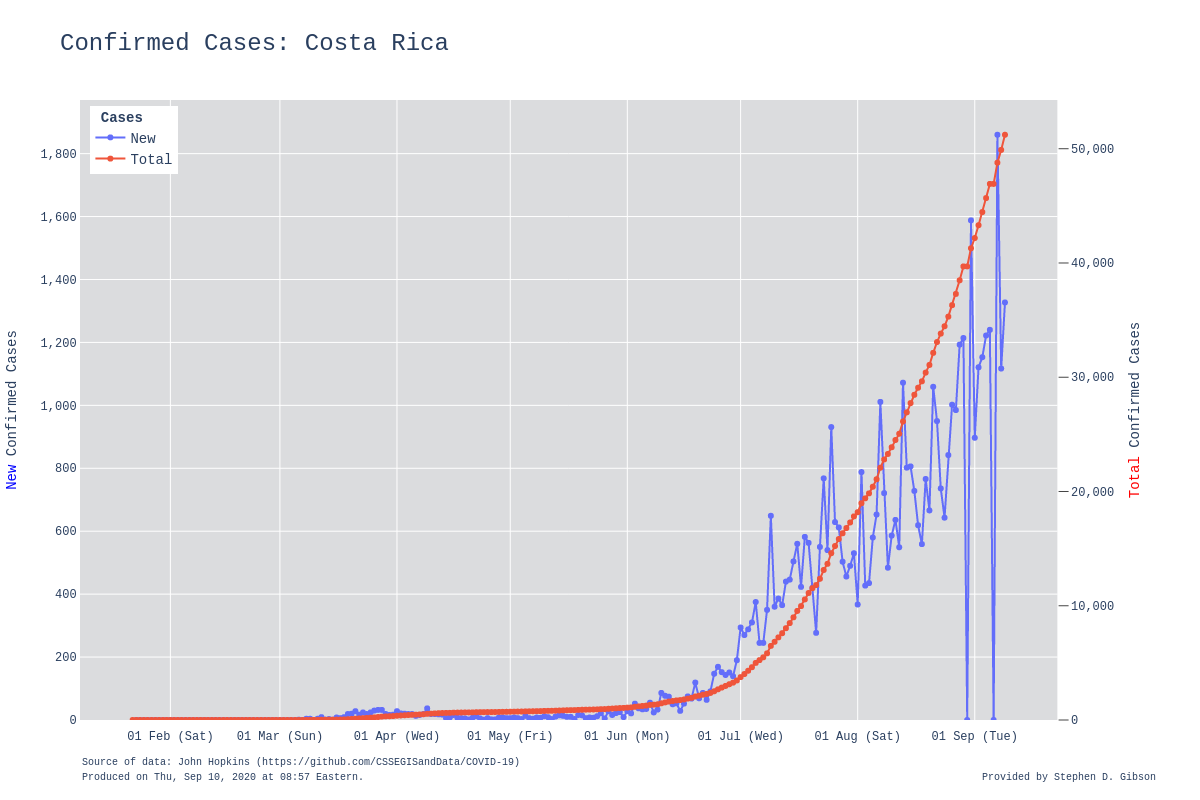 Confirmed Cases: Costa Rica
Cases
New
Total
1,800
1,600
1,400
1,200
1,000
800
600
400
200
0
50,000
40,000
30,000
20,000
10,000
0
New Confirmed Cases
Total Confirmed Cases
01 Feb (Sat) 01 Mar (Sun) 01 Apr (Wed) 01 May (Fri) 01 Jun (Mon) 01 Jul (Wed) 01 Aug (Sat) 01 Sep (Tue)
Source of data: John Hopkins (https://github.com/CSSEGISandData/COVID-19)
Produced on Thu, Sep 10, 2020 at 08:57 Eastern.
Provided by Stephen D. Gibson